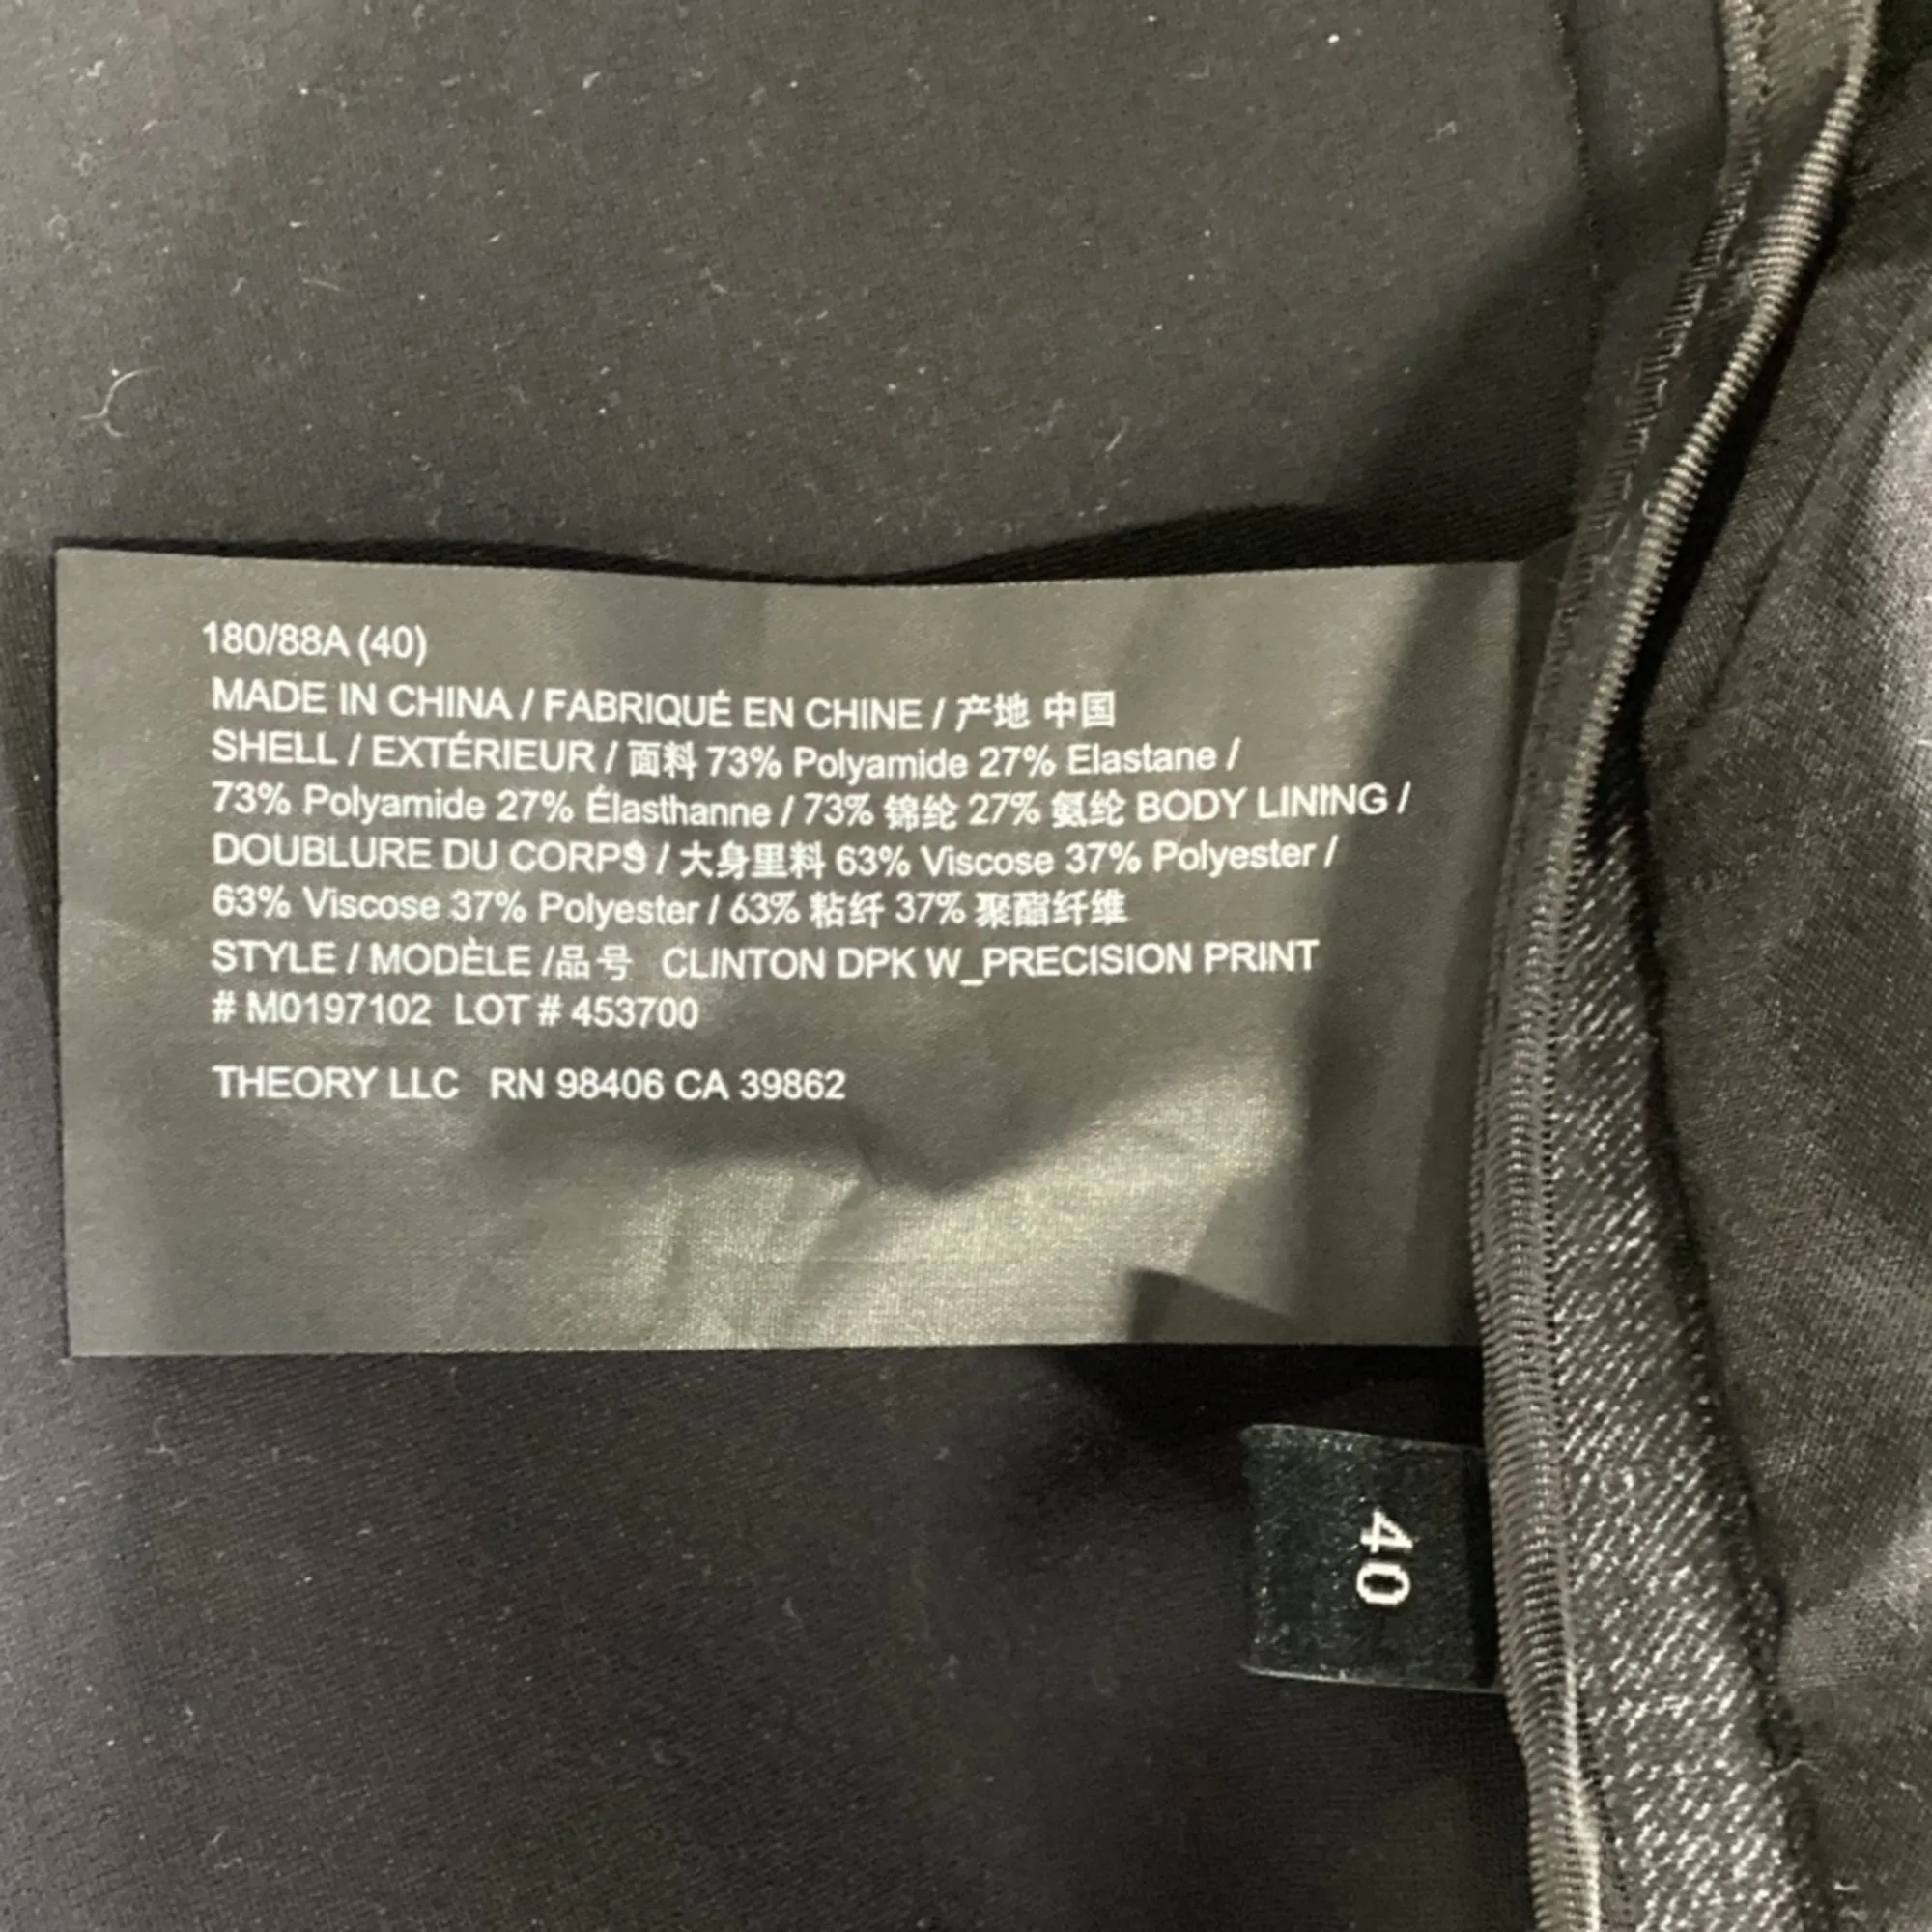 180/88A (40)
MADE IN CHINA / FABRIQUÉ EN CHINE / 产地 中国
SHELL / EXTÉRIEUR / 面料 73% Polyamide 27% Elastane /
73% Polyamide 27% Élasthanne / 73% 锦纶 27% 氨纶 BODY LINING /
DOUBLURE DU CORPS / 大身里料 63% Viscose 37% Polyester /
63% Viscose 37% Polyester / 63% 粘纤 37% 聚酯纤维
STYLE / MODÈLE /品号 CLINTON DPK W_PRECISION PRINT
# M0197102 LOT # 453700
THEORY LLC RN 98406 CA 39862
40